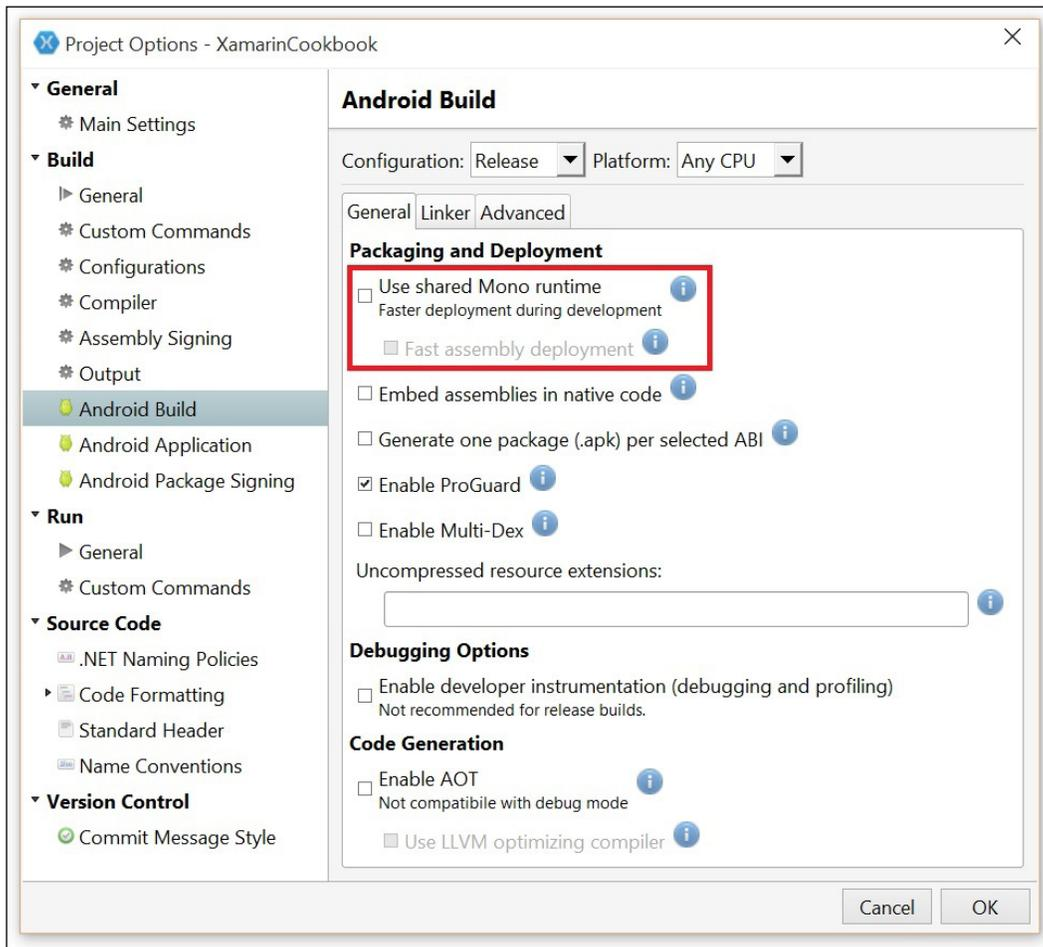 Project Options - XamarinCookbook
General
Main Settings
Build
General
Custom Commands
Configurations
Compiler
Assembly Signing
Output
Android Build
Android Application
Android Package Signing
Run
General
Custom Commands
Source Code
.NET Naming Policies
Code Formatting
Standard Header
Name Conventions
Version Control
Commit Message Style
Android Build
Configuration: Release Platform: Any CPU
General Linker Advanced
Packaging and Deployment
Use shared Mono runtime
Faster deployment during development
Fast assembly deployment
Embed assemblies in native code
Generate one package (.apk) per selected ABI
Enable ProGuard
Enable Multi-Dex
Uncompressed resource extensions:
Debugging Options
Enable developer instrumentation (debugging and profiling)
Not recommended for release builds.
Code Generation
Enable AOT
Not compatibile with debug mode
Use LLVM optimizing compiler
Cancel OK